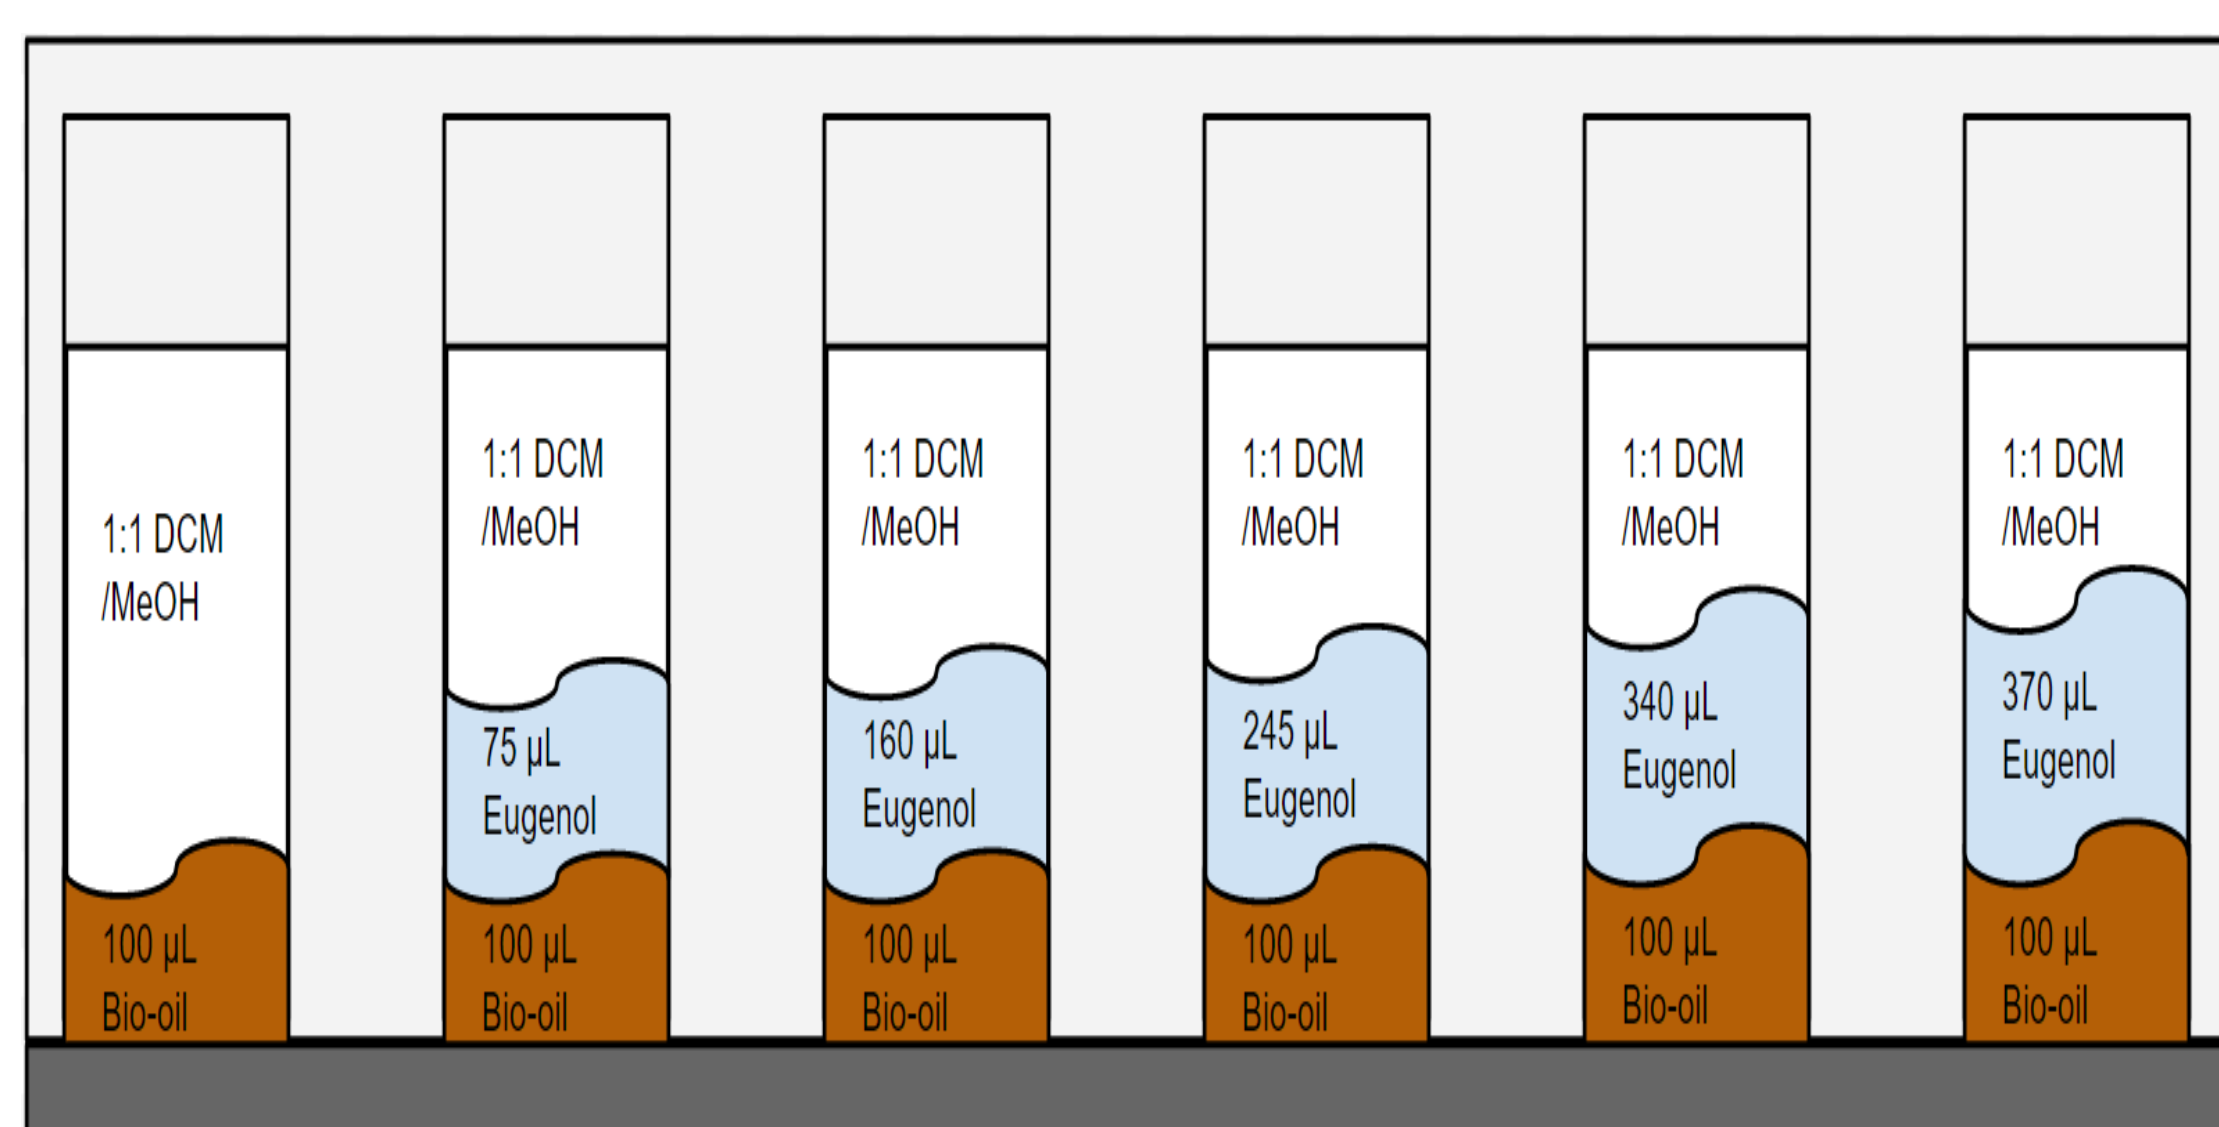 1:1 DCM
/MeOH
100 µL
Bio-oil
1:1 DCM
/MeOH
75 µL
Eugenol
100 µL
Bio-oil
1:1 DCM
/MeOH
160 µL
Eugenol
100 µL
Bio-oil
1:1 DCM
/MeOH
245 µL
Eugenol
100 µL
Bio-oil
1:1 DCM
/MeOH
340 µL
Eugenol
100 µL
Bio-oil
1:1 DCM
/MeOH
370 µL
Eugenol
100 µL
Bio-oil